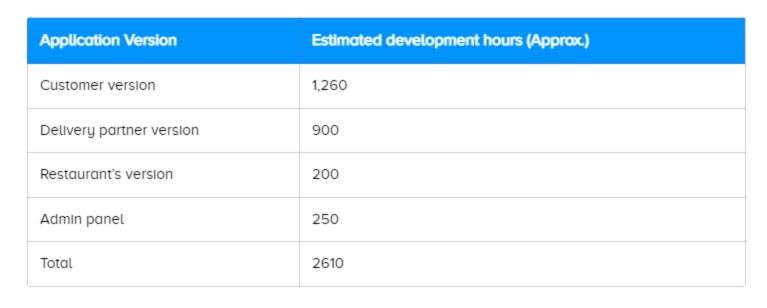 Application Version Estimated development hours (Approx.)
Customer version 1,260
Delivery partner version 900
Restaurant's version 200
Admin panel 250
Total 2610